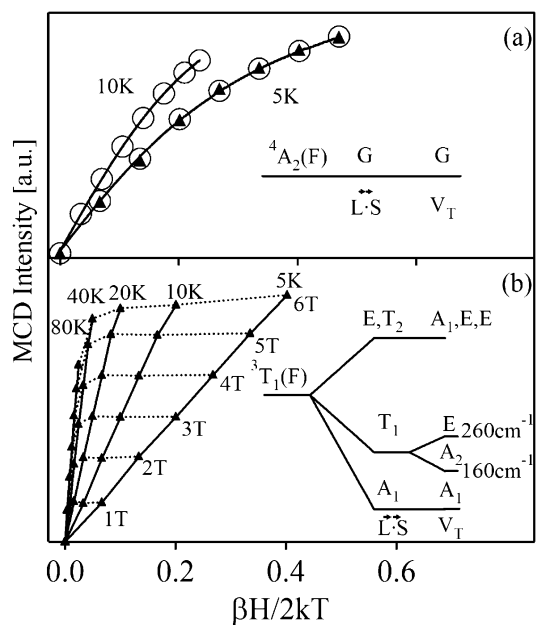 (a)
10K
5K
⁴A₂(F) G G
L·S V_T
MCD Intensity [a.u.]
(b)
40K 20K 10K 5K
80K
6T
5T
4T
3T
2T
1T
E,T₂ A₁,E,E
³T₁(F)
T₁ E 260cm⁻¹
A₂ 160cm⁻¹
A₁ A₁
L·S V_T
0.0 0.2 0.4 0.6
βH/2kT